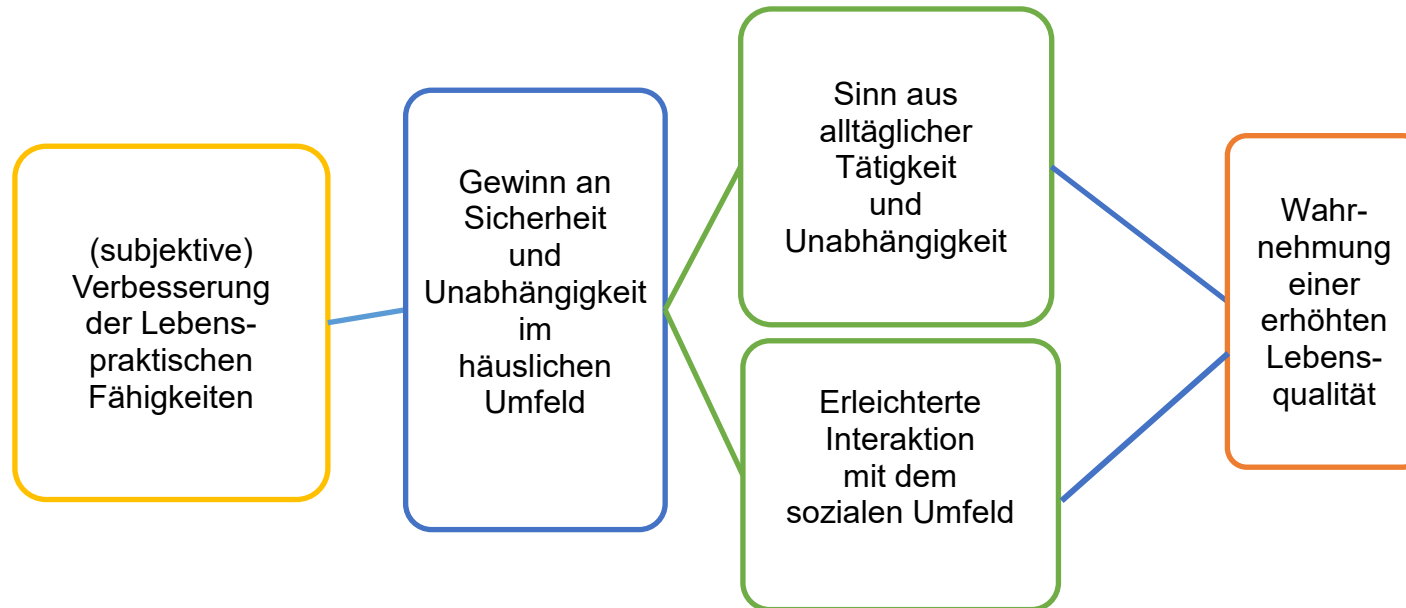 (subjektive)
Verbesserung
der Lebens-
praktischen
Fähigkeiten
Gewinn an
Sicherheit
und
Unabhängigkeit
im
häuslichen
Umfeld
Sinn aus
alltäglicher
Tätigkeit
und
Unabhängigkeit
Erleichterte
Interaktion
mit dem
sozialen Umfeld
Wahr-
nehmung
einer
erhöhten
Lebens-
qualität